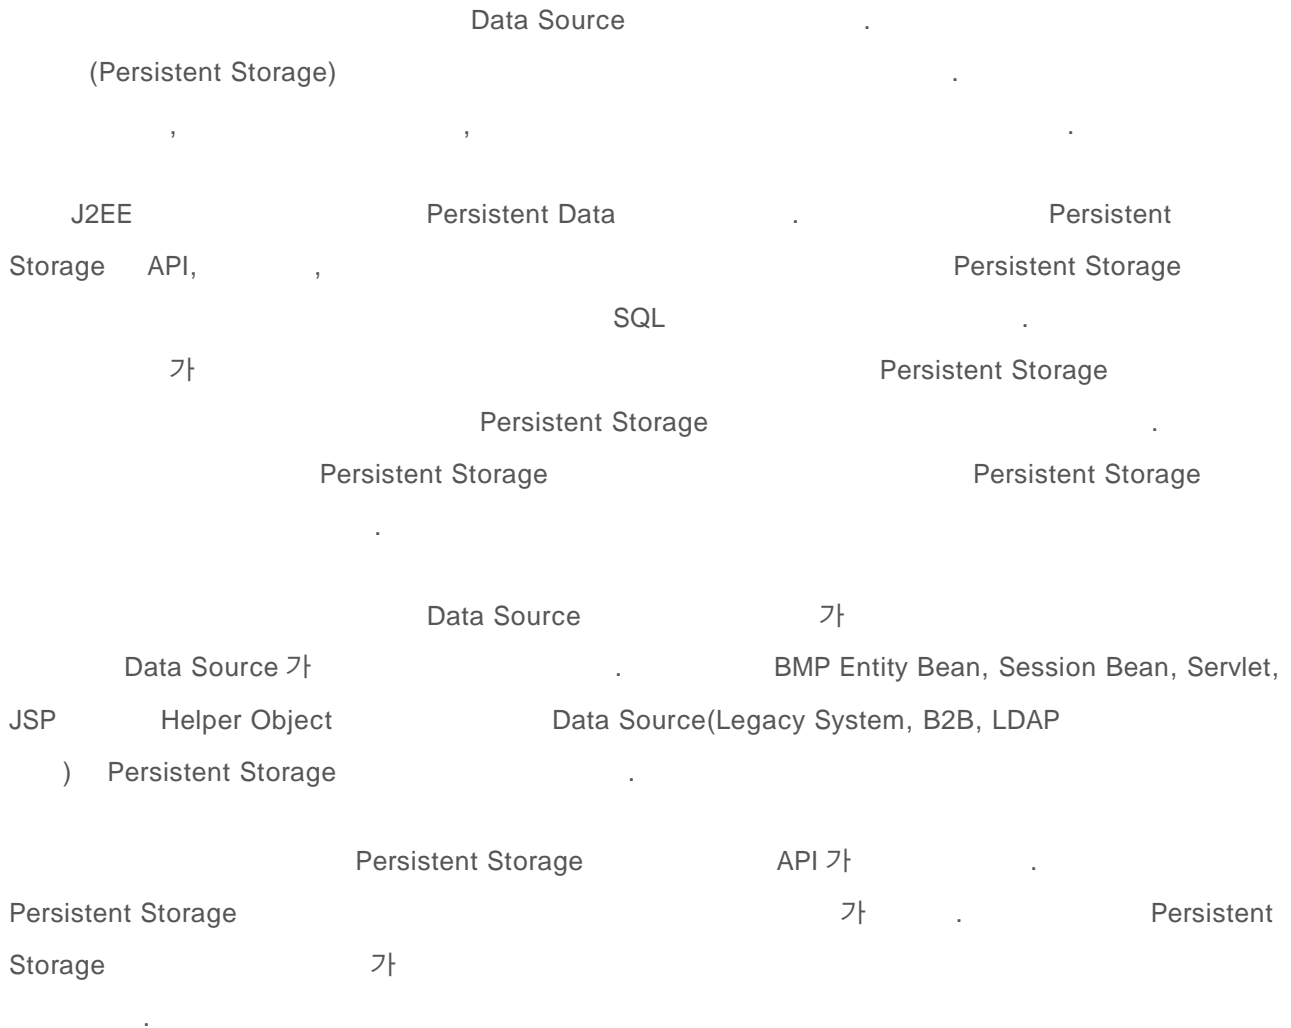 Data Source .
(Persistent Storage) .
, , .
J2EE Persistent Data . Persistent
Storage API, , Persistent Storage
SQL .
가 Persistent Storage
Persistent Storage .
Persistent Storage Persistent Storage
.
Data Source 가
Data Source 가 . BMP Entity Bean, Session Bean, Servlet,
JSP Helper Object Data Source(Legacy System, B2B, LDAP
) Persistent Storage .
Persistent Storage API 가 .
Persistent Storage 가 . Persistent
Storage 가
.